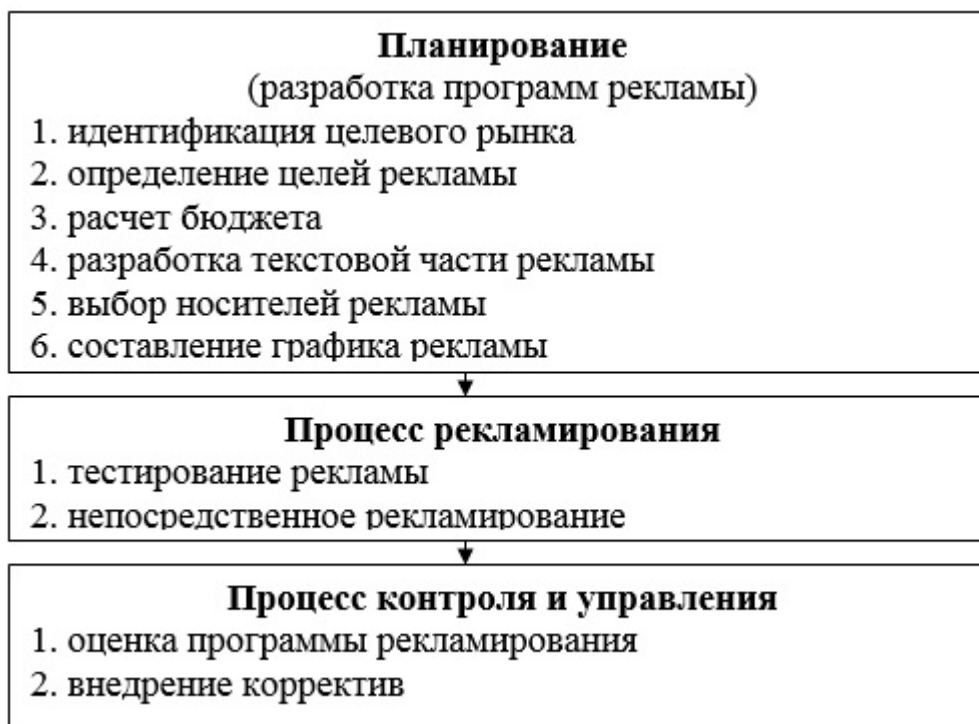 Планирование
(разработка программ рекламы)
1. идентификация целевого рынка
2. определение целей рекламы
3. расчет бюджета
4. разработка текстовой части рекламы
5. выбор носителей рекламы
6. составление графика рекламы
Процесс рекламирования
1. тестирование рекламы
2. непосредственное рекламирование
Процесс контроля и управления
1. оценка программы рекламирования
2. внедрение корректив